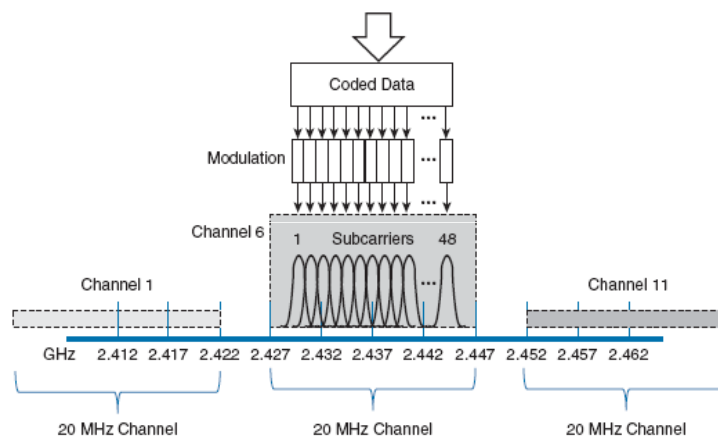 Coded Data
...
Modulation
...
...
Channel 6
1 Subcarriers 48
...
Channel 1
Channel 11
GHz 2.412 2.417 2.422 2.427 2.432 2.437 2.442 2.447 2.452 2.457 2.462
20 MHz Channel 20 MHz Channel 20 MHz Channel